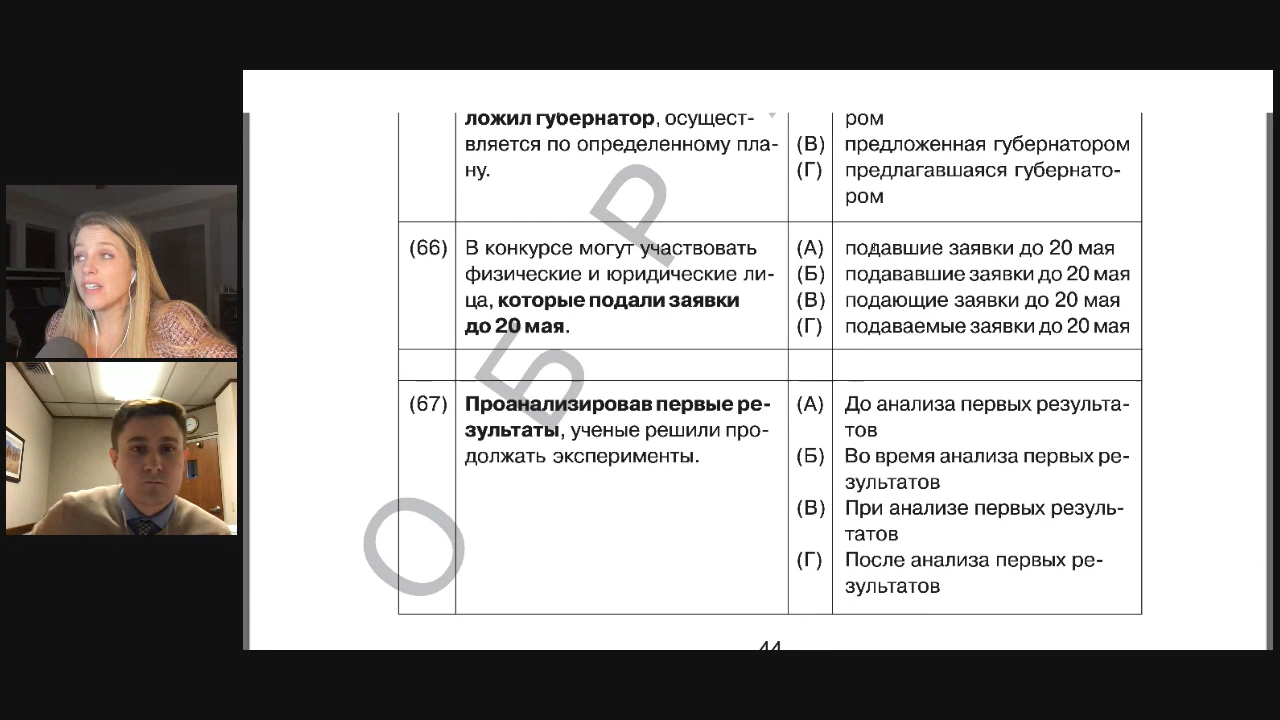 ложил губернатор, осущест-
вляется по определенному пла-
ну.
ром
(В) предложенная губернатором
(Г) предлагавшаяся губернато-
ром
(66) В конкурсе могут участвовать
физические и юридические ли-
ца, которые подали заявки
до 20 мая.
(А) подавшие заявки до 20 мая
(Б) подававшие заявки до 20 мая
(В) подающие заявки до 20 мая
(Г) подаваемые заявки до 20 мая
(67) Проанализировав первые ре-
зультаты, ученые решили про-
должать эксперименты.
(А) До анализа первых результа-
тов
(Б) Во время анализа первых ре-
зультатов
(В) При анализе первых резуль-
татов
(Г) После анализа первых ре-
зультатов
44
ОБР